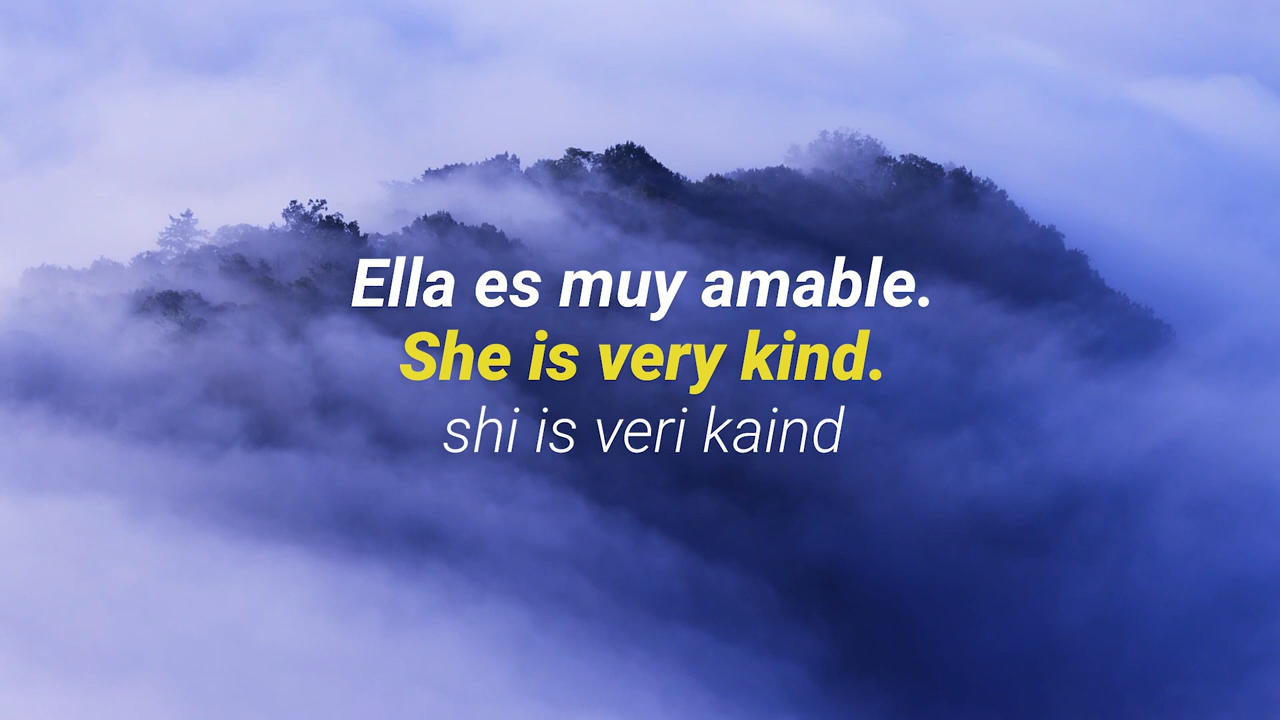 Ella es muy amable.
She is very kind.
shi is veri kaind